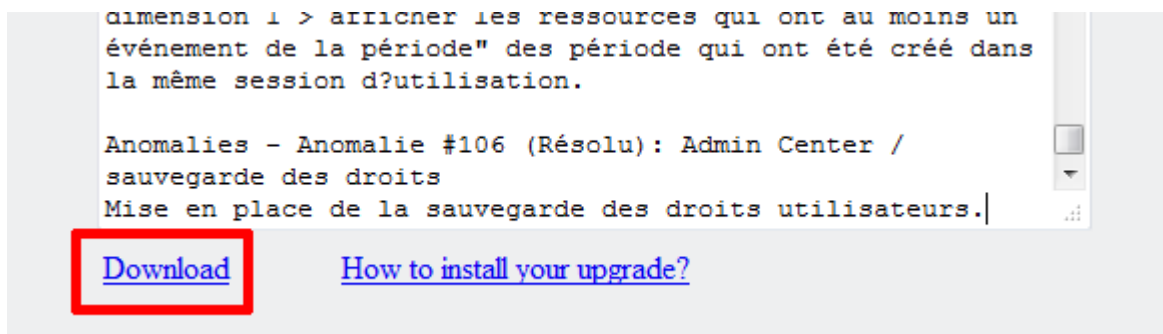 dimension 1 > afficher les ressources qui ont au moins un
événement de la période" des période qui ont été créé dans
la même session d?utilisation.
Anomalies - Anomalie #106 (Résolu): Admin Center /
sauvegarde des droits
Mise en place de la sauvegarde des droits utilisateurs.
Download How to install your upgrade?